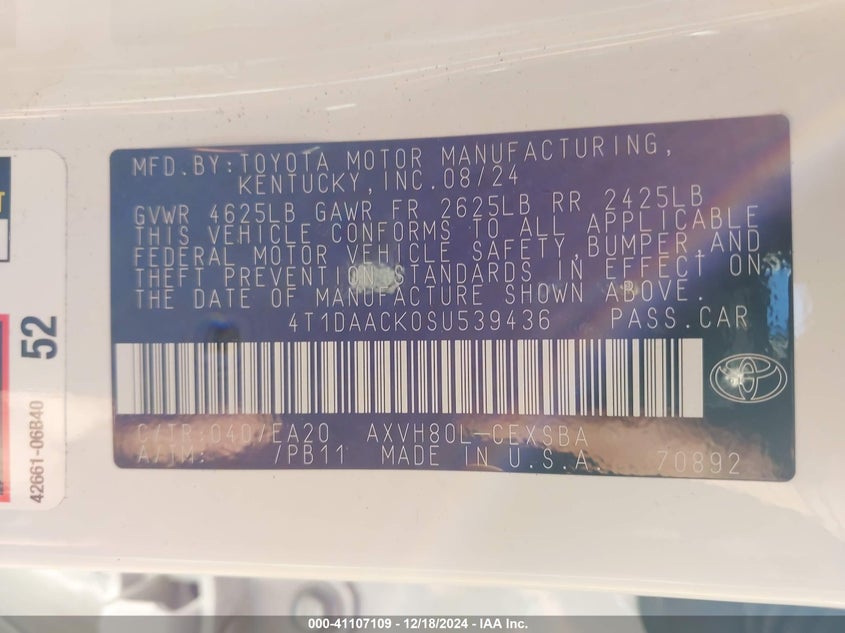 MFD.BY:TOYOTA MOTOR MANUFACTURING,
KENTUCKY,INC.08/24
GVWR 4625LB GAWR FR 2625LB RR 2425LB
THIS VEHICLE CONFORMS TO ALL APPLICABLE
FEDERAL MOTOR VEHICLE SAFETY,BUMPER,AND
THEFT PREVENTION STANDARDS IN EFFECT ON
THE DATE OF MANUFACTURE SHOWN ABOVE.
4T1DAACK0SU539436 PASS.CAR
C/TR:040/EA20 AXVH80L-CEXSBA
A/TM: /PB11 MADE IN U.S.A. 70892
52
42661-06B40
000-41107109 - 12/18/2024 - IAA Inc.